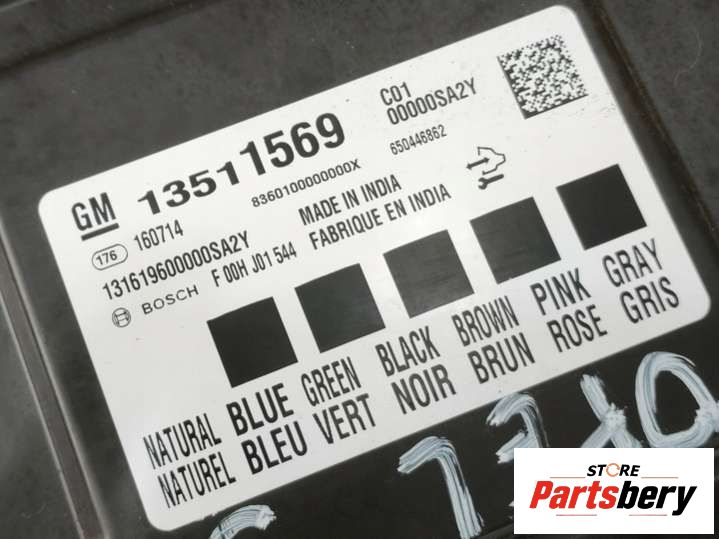 GM
13511569
C01
00000SA2Y
176 160714
8360100000000X
650446862
131619600000SA2Y
MADE IN INDIA
FABRIQUE EN INDIA
BOSCH F 00H J01 544
NATURAL BLUE GREEN BLACK BROWN PINK GRAY
NATUREL BLEU VERT NOIR BRUN ROSE GRIS
STORE
Partsbery